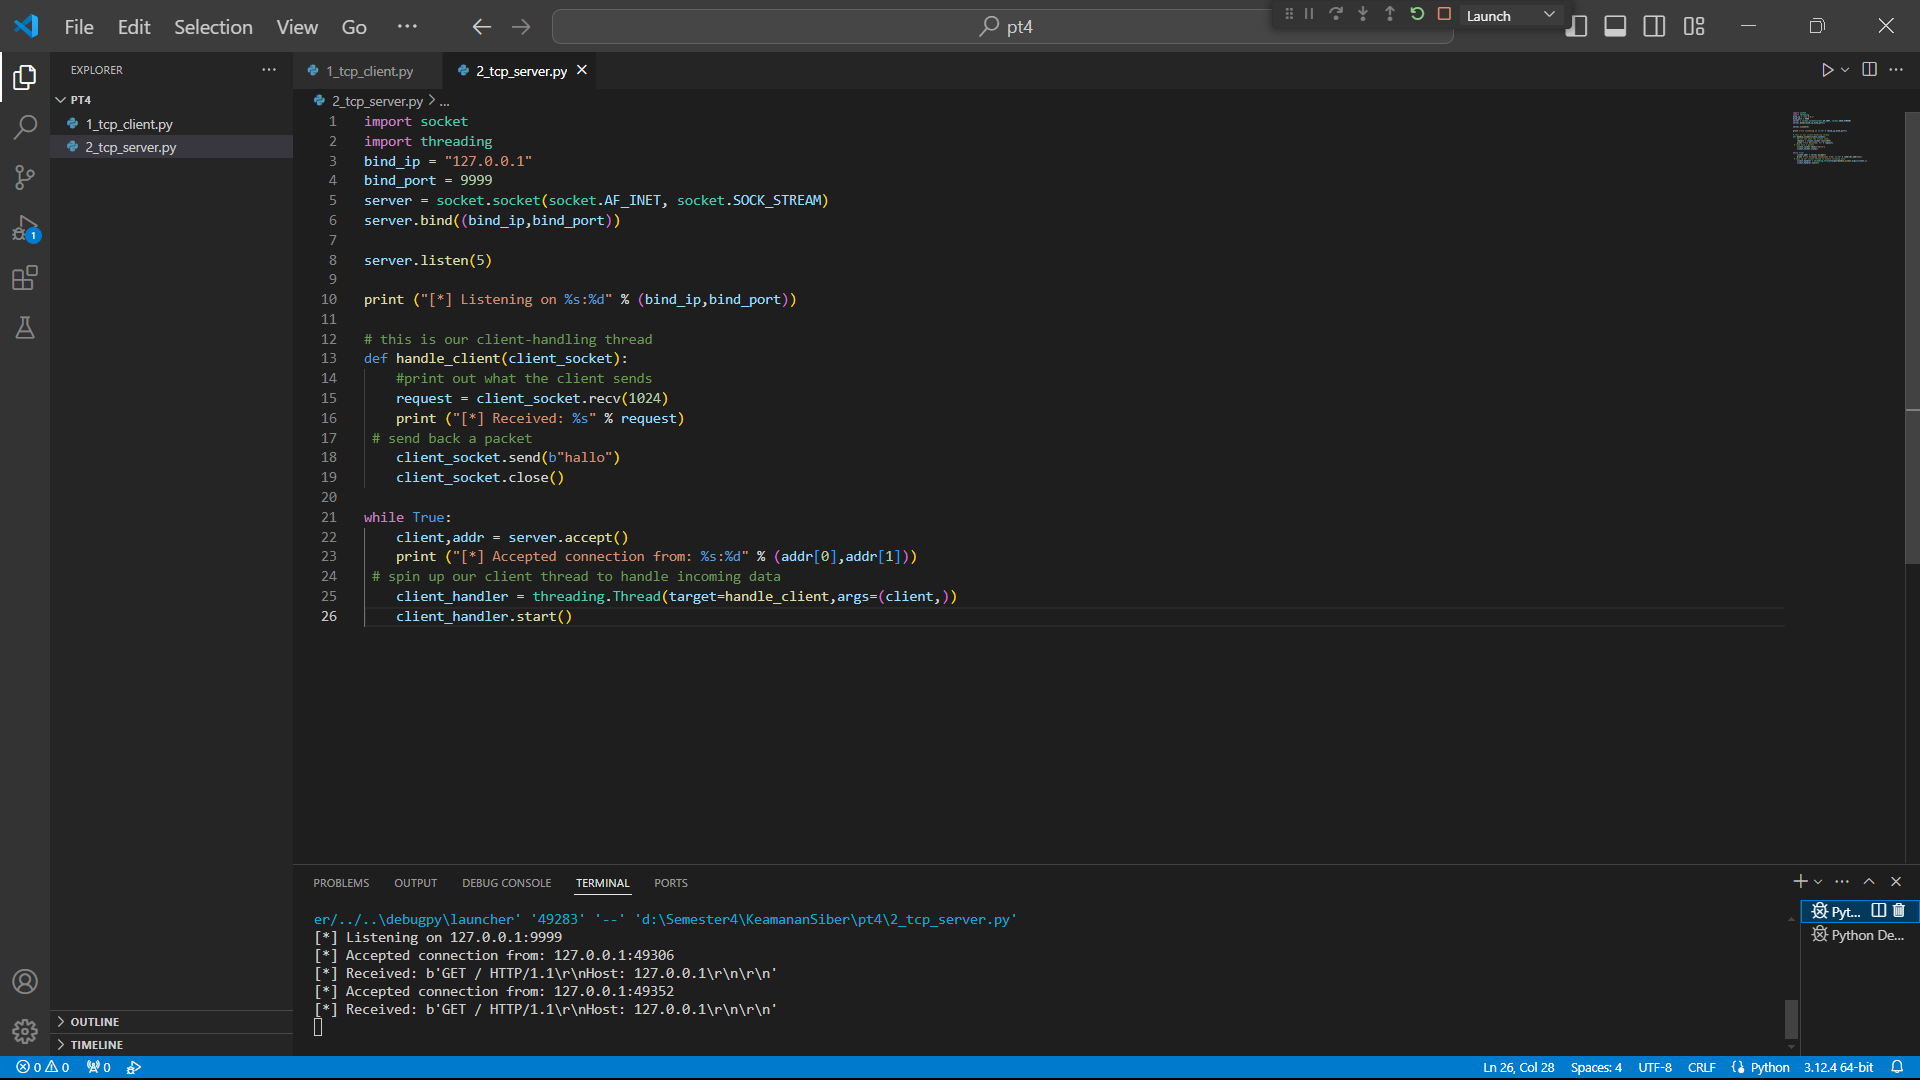 File Edit Selection View Go ··· pt4 Launch
EXPLORER ···
PT4
1_tcp_client.py
2_tcp_server.py
OUTLINE
TIMELINE
1_tcp_client.py 2_tcp_server.py
2_tcp_server.py > ...
1 import socket
2 import threading
3 bind_ip = "127.0.0.1"
4 bind_port = 9999
5 server = socket.socket(socket.AF_INET, socket.SOCK_STREAM)
6 server.bind((bind_ip,bind_port))
7
8 server.listen(5)
9
10 print ("[*] Listening on %s:%d" % (bind_ip,bind_port))
11
12 # this is our client-handling thread
13 def handle_client(client_socket):
14     #print out what the client sends
15     request = client_socket.recv(1024)
16     print ("[*] Received: %s" % request)
17  # send back a packet
18     client_socket.send(b"hallo")
19     client_socket.close()
20
21 while True:
22     client,addr = server.accept()
23     print ("[*] Accepted connection from: %s:%d" % (addr[0],addr[1]))
24  # spin up our client thread to handle incoming data
25     client_handler = threading.Thread(target=handle_client,args=(client,))
26     client_handler.start()
PROBLEMS OUTPUT DEBUG CONSOLE TERMINAL PORTS
er/../..\debugpy\launcher' '49283' '--' 'd:\Semester4\KeamananSiber\pt4\2_tcp_server.py'
[*] Listening on 127.0.0.1:9999
[*] Accepted connection from: 127.0.0.1:49306
[*] Received: b'GET / HTTP/1.1\r\nHost: 127.0.0.1\r\n\r\n'
[*] Accepted connection from: 127.0.0.1:49352
[*] Received: b'GET / HTTP/1.1\r\nHost: 127.0.0.1\r\n\r\n'
Pyt...
Python De...
1
0 0 0 Ln 26, Col 28 Spaces: 4 UTF-8 CRLF Python 3.12.4 64-bit